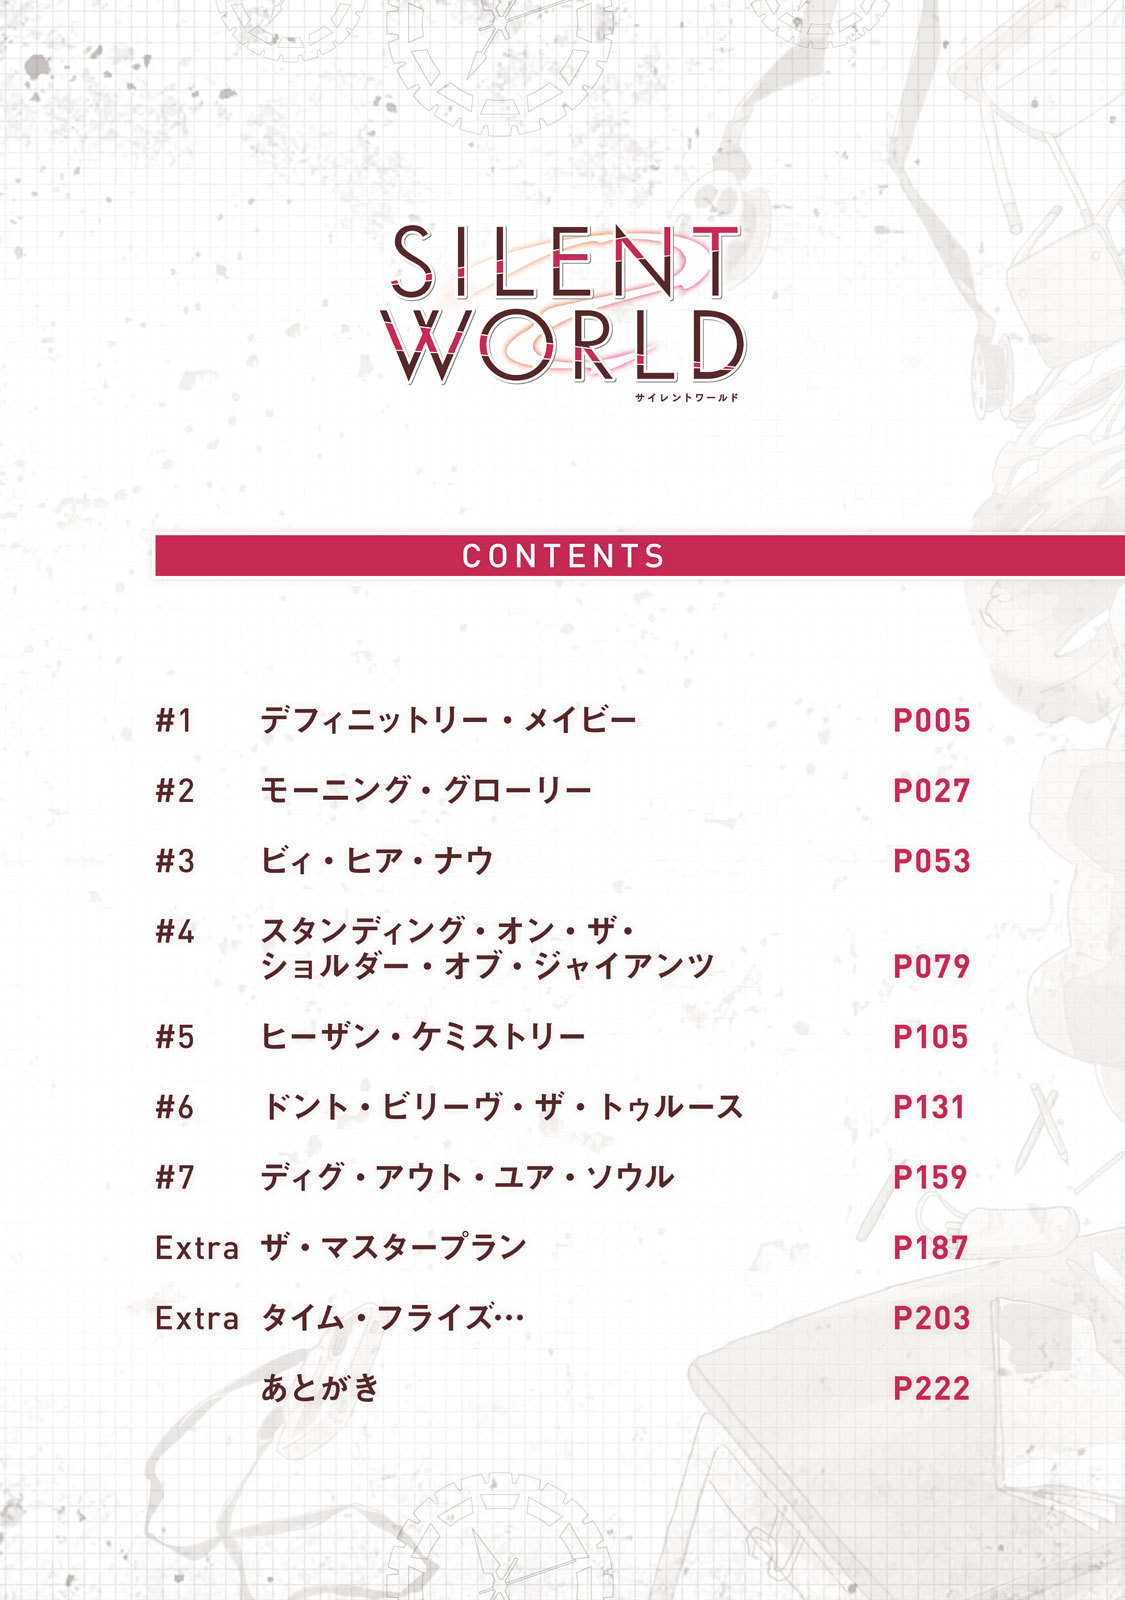 SILENT
WORLD
サイレントワールド
CONTENTS
#1 デフィニットリー・メイビー P005
#2 モーニング・グローリー P027
#3 ビィ・ヒア・ナウ P053
#4 スタンディング・オン・ザ・
ショルダー・オブ・ジャイアンツ P079
#5 ヒーザン・ケミストリー P105
#6 ドント・ビリーヴ・ザ・トゥルース P131
#7 ディグ・アウト・ユア・ソウル P159
Extra ザ・マスタープラン P187
Extra タイム・フライズ… P203
あとがき P222